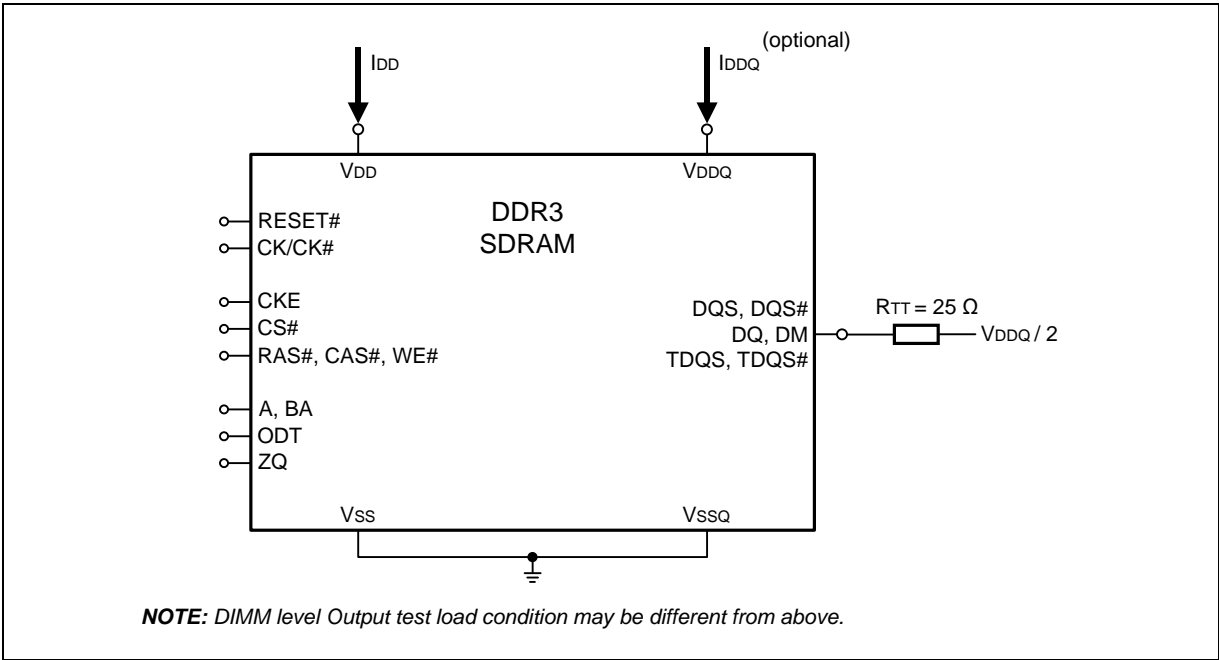 (optional)
IDD
IDDQ
VDD
VDDQ
DDR3
SDRAM
RESET#
CK/CK#
CKE
CS#
RAS#, CAS#, WE#
A, BA
ODT
ZQ
DQS, DQS#
DQ, DM
TDQS, TDQS#
RTT = 25 Ω
VDDQ / 2
VSS
VSSQ
NOTE: DIMM level Output test load condition may be different from above.